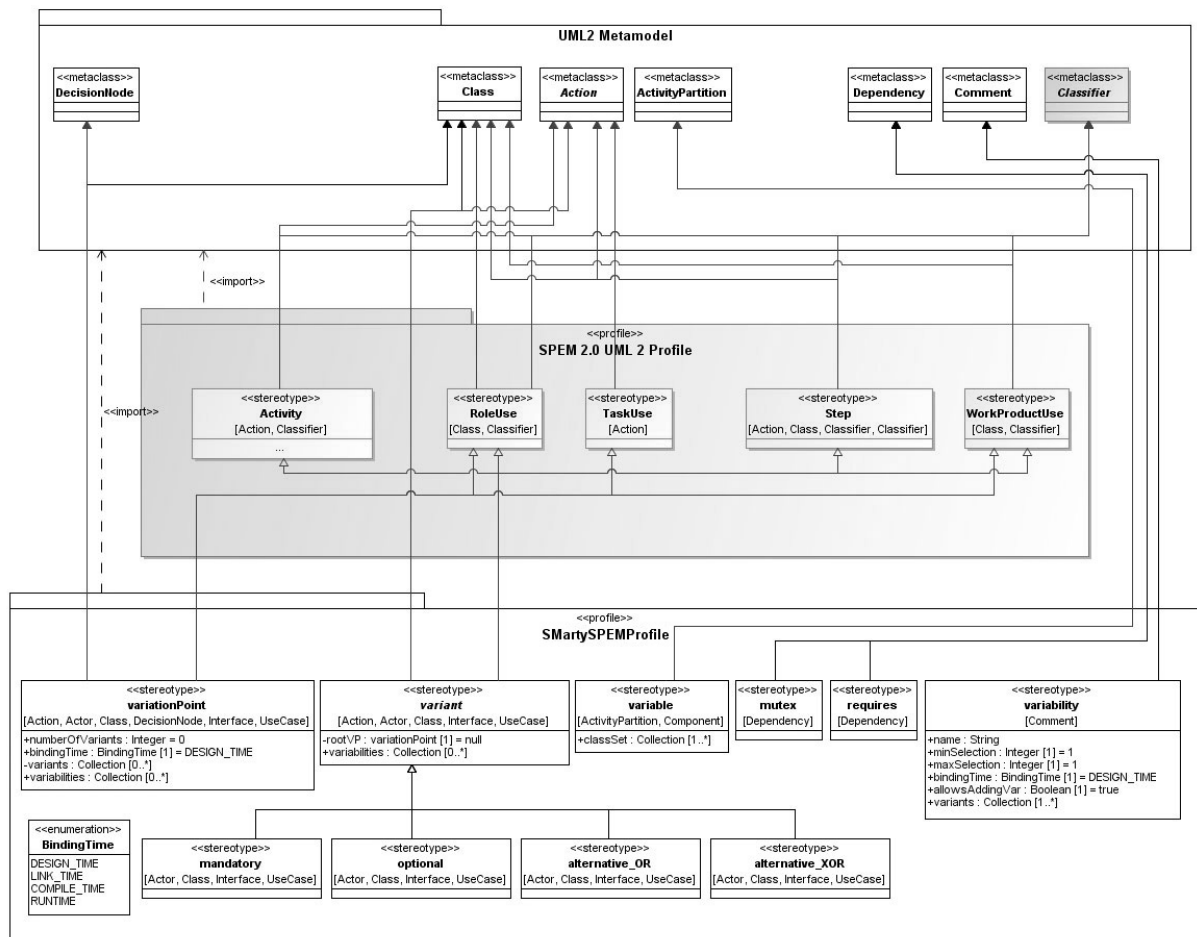 UML2 Metamodel
<<metaclass>>
DecisionNode
<<metaclass>>
Class
<<metaclass>>
Action
<<metaclass>>
ActivityPartition
<<metaclass>>
Dependency
<<metaclass>>
Comment
<<metaclass>>
Classifier
<<import>>
<<import>>
<<profile>>
SPEM 2.0 UML 2 Profile
<<stereotype>>
Activity
[Action, Classifier]
...
<<stereotype>>
RoleUse
[Class, Classifier]
<<stereotype>>
TaskUse
[Action]
<<stereotype>>
Step
[Action, Class, Classifier, Classifier]
<<stereotype>>
WorkProductUse
[Class, Classifier]
<<profile>>
SMartySPEMProfile
<<stereotype>>
variationPoint
[Action, Actor, Class, DecisionNode, Interface, UseCase]
+numberOfVariants : Integer = 0
+bindingTime : BindingTime [1] = DESIGN_TIME
-variants : Collection [0..*]
+variabilities : Collection [0..*]
<<stereotype>>
variant
[Action, Actor, Class, Interface, UseCase]
-rootVP : variationPoint [1] = null
+variabilities : Collection [0..*]
<<stereotype>>
variable
[ActivityPartition, Component]
+classSet : Collection [1..*]
<<stereotype>>
mutex
[Dependency]
<<stereotype>>
requires
[Dependency]
<<stereotype>>
variability
[Comment]
+name : String
+minSelection : Integer [1] = 1
+maxSelection : Integer [1] = 1
+bindingTime : BindingTime [1] = DESIGN_TIME
+allowsAddingVar : Boolean [1] = true
+variants : Collection [1..*]
<<enumeration>>
BindingTime
DESIGN_TIME
LINK_TIME
COMPILE_TIME
RUNTIME
<<stereotype>>
mandatory
[Actor, Class, Interface, UseCase]
<<stereotype>>
optional
[Actor, Class, Interface, UseCase]
<<stereotype>>
alternative_OR
[Actor, Class, Interface, UseCase]
<<stereotype>>
alternative_XOR
[Actor, Class, Interface, UseCase]